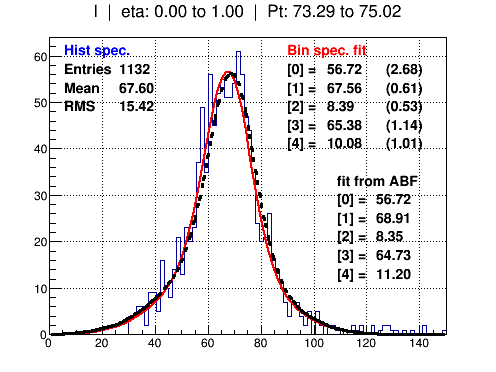 I | eta: 0.00 to 1.00 | Pt: 73.29 to 75.02
Hist spec.
Entries 1132
Mean 67.60
RMS 15.42
Bin spec. fit
[0] = 56.72 (2.68)
[1] = 67.56 (0.61)
[2] = 8.39 (0.53)
[3] = 65.38 (1.14)
[4] = 10.08 (1.01)
fit from ABF
[0] = 56.72
[1] = 68.91
[2] = 8.35
[3] = 64.73
[4] = 11.20
60
50
40
30
20
10
0
0 20 40 60 80 100 120 140